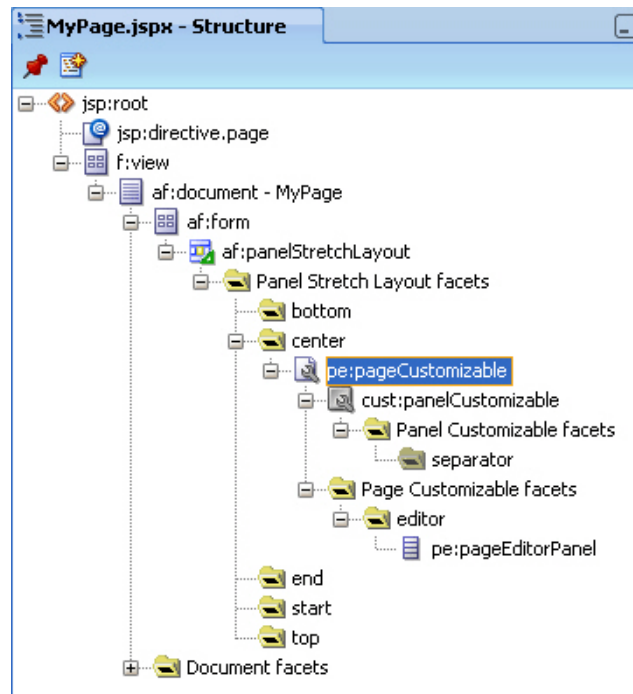 MyPage.jspx - Structure
jsp:root
jsp:directive.page
f:view
af:document - MyPage
af:form
af:panelStretchLayout
Panel Stretch Layout facets
bottom
center
pe:pageCustomizable
cust:panelCustomizable
Panel Customizable facets
separator
Page Customizable facets
editor
pe:pageEditorPanel
end
start
top
Document facets